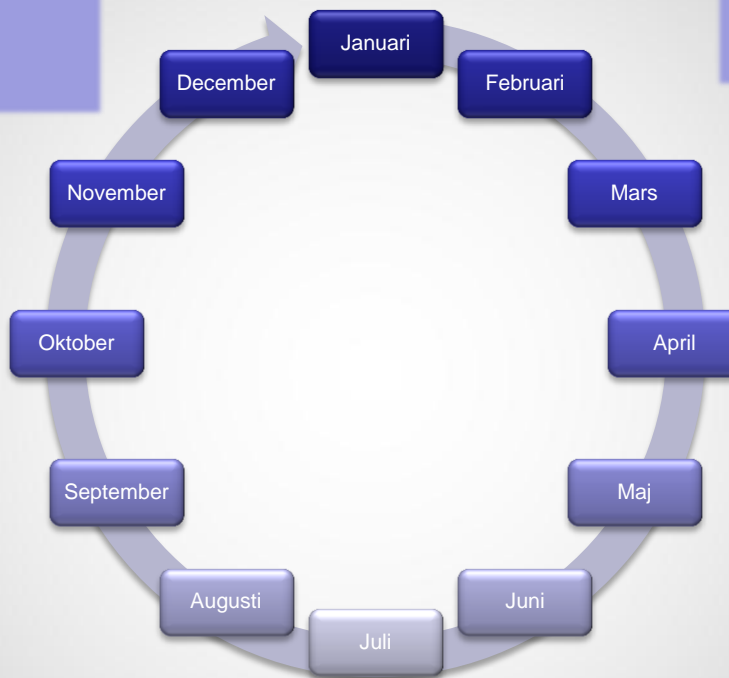 Januari
Februari
Mars
April
Maj
Juni
Juli
Augusti
September
Oktober
November
December